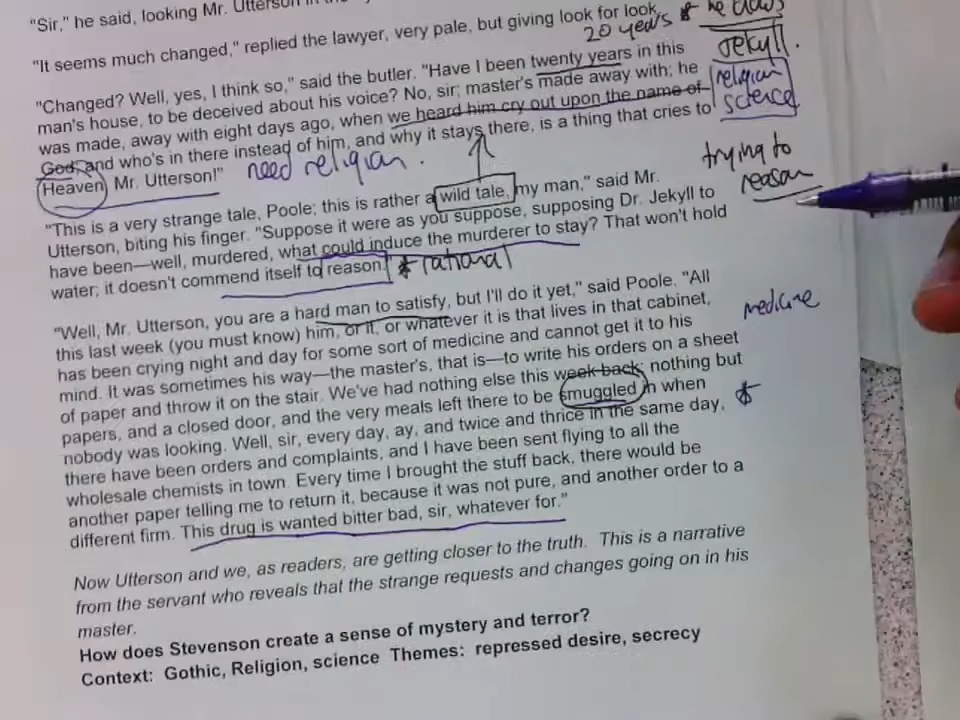 "Sir," he said, looking Mr. Utterson in the
"It seems much changed," replied the lawyer, very pale, but giving look for look.
20 years & he
Jekyll.
"Changed? Well, yes, I think so," said the butler. "Have I been twenty years in this
man's house, to be deceived about his voice? No, sir; master's made away with; he
was made, away with eight days ago, when we heard him cry out upon the name of
God; and who's in there instead of him, and why it stays there, is a thing that cries to
Heaven, Mr. Utterson!"
religion
science
need religion.
trying to
reason
"This is a very strange tale, Poole; this is rather a wild tale, my man," said Mr.
Utterson, biting his finger. "Suppose it were as you suppose, supposing Dr. Jekyll to
have been—well, murdered, what could induce the murderer to stay? That won't hold
water; it doesn't commend itself to reason."
* rational
"Well, Mr. Utterson, you are a hard man to satisfy, but I'll do it yet," said Poole. "All
this last week (you must know) him, or it, or whatever it is that lives in that cabinet,
has been crying night and day for some sort of medicine and cannot get it to his
mind. It was sometimes his way—the master's, that is—to write his orders on a sheet
of paper and throw it on the stair. We've had nothing else this week back; nothing but
papers, and a closed door, and the very meals left there to be smuggled in when
nobody was looking. Well, sir, every day, ay, and twice and thrice in the same day,
there have been orders and complaints, and I have been sent flying to all the
wholesale chemists in town. Every time I brought the stuff back, there would be
another paper telling me to return it, because it was not pure, and another order to a
different firm. This drug is wanted bitter bad, sir, whatever for."
medicine
*
Now Utterson and we, as readers, are getting closer to the truth. This is a narrative
from the servant who reveals that the strange requests and changes going on in his
master.
How does Stevenson create a sense of mystery and terror?
Context: Gothic, Religion, science Themes: repressed desire, secrecy